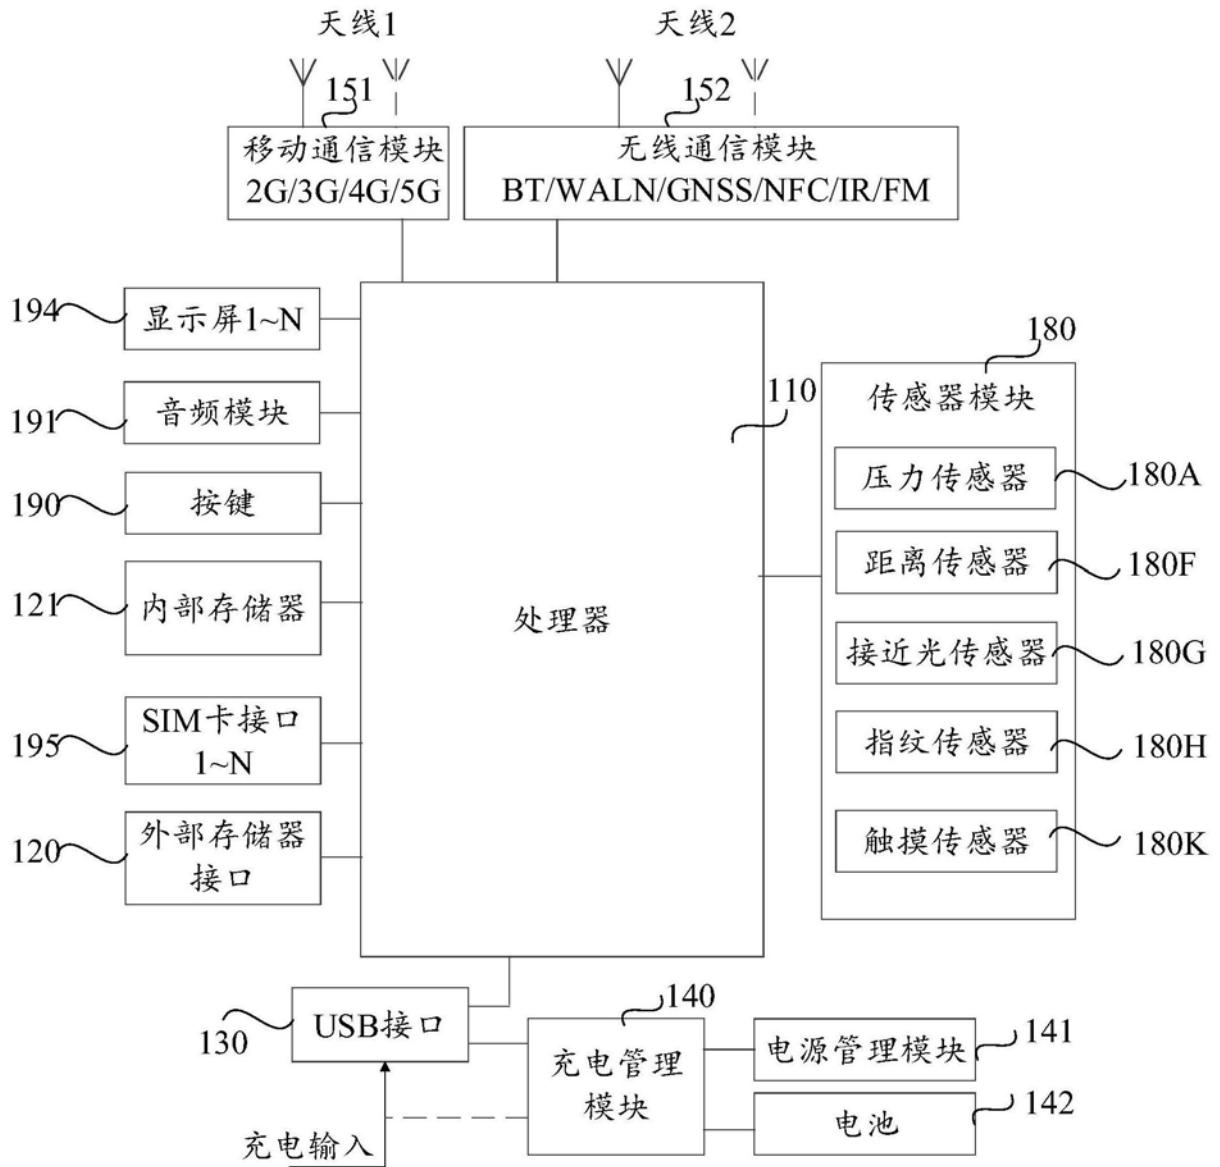 天线1
天线2
151
152
移动通信模块
2G/3G/4G/5G
无线通信模块
BT/WALN/GNSS/NFC/IR/FM
194
显示屏1~N
191
音频模块
190
按键
121
内部存储器
195
SIM卡接口
1~N
120
外部存储器
接口
110
处理器
180
传感器模块
压力传感器
180A
距离传感器
180F
接近光传感器
180G
指纹传感器
180H
触摸传感器
180K
130
USB接口
140
充电管理
模块
电源管理模块
141
电池
142
充电输入